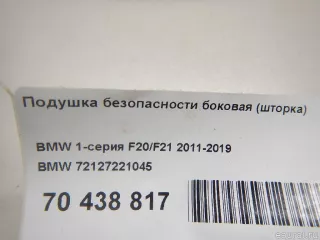 Подушка безопасности боковая (шторка)
BMW 1-серия F20/F21 2011-2019
BMW 72127221045
70 438 817